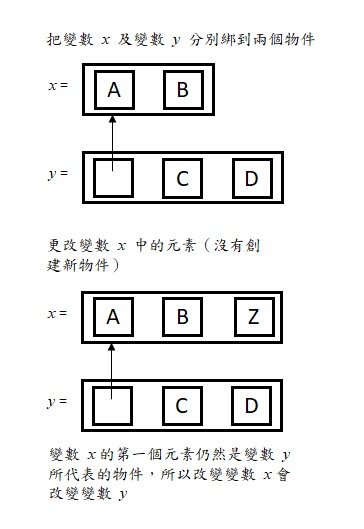 把變數 x 及變數 y 分別綁到兩個物件
x = A B
y = C D
更改變數 x 中的元素（沒有創
建新物件）
x = A B Z
y = C D
變數 x 的第一個元素仍然是變數 y
所代表的物件，所以改變變數 x 會
改變變數 y